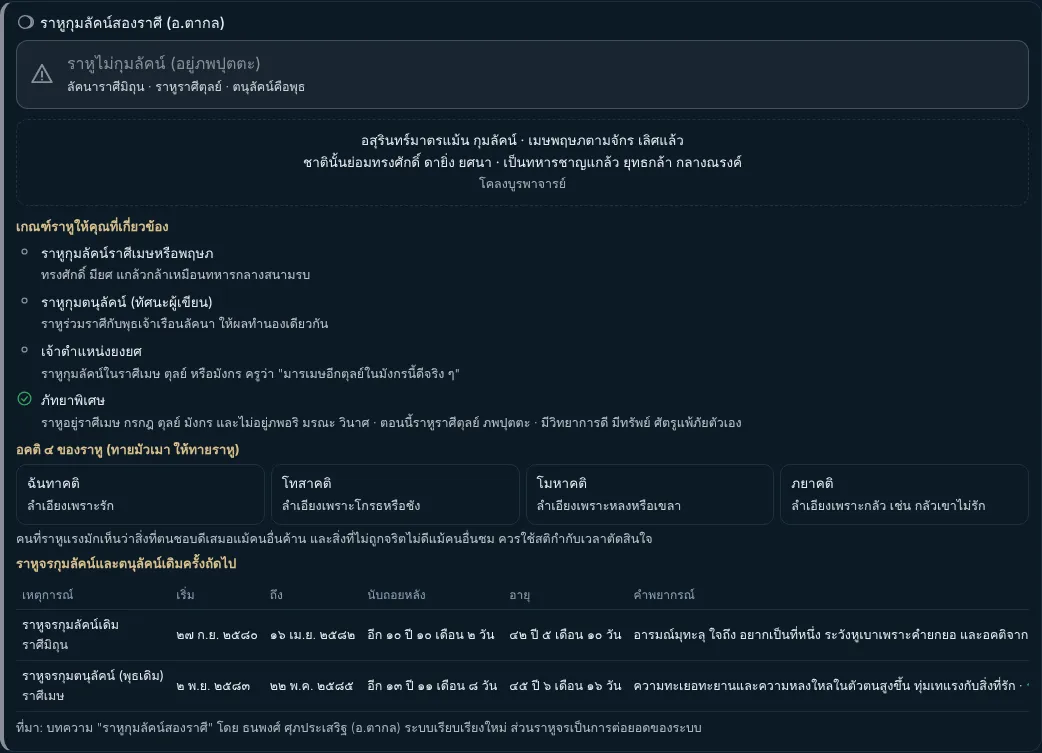 ราหูกุมลัคน์สองราศี (อ.ตากล)
ราหูไม่กุมลัคน์ (อยู่ภพปุตตะ)
ลัคนาราศีมิถุน · ราหูราศีตุลย์ · ตนุลัคน์คือพุธ
อสุรินทร์มาตรแม้น กุมลัคน์ · เมษพฤษภตามจักร เลิศแล้ว
ชาตินั้นย่อมทรงศักดิ์ ดายิ่ง ยศนา · เป็นทหารชาญแกล้ว ยุทธกล้า กลางณรงค์
โคลงบูรพาจารย์
เกณฑ์ราหูให้คุณที่เกี่ยวข้อง
ราหูกุมลัคน์ราศีเมษหรือพฤษภ
ทรงศักดิ์ มียศ แกล้วกล้าเหมือนทหารกลางสนามรบ
ราหูกุมตนุลัคน์ (ทัศนะผู้เขียน)
ราหูร่วมราศีกับพุธเจ้าเรือนลัคนา ให้ผลทำนองเดียวกัน
เจ้าตำแหน่งยงยศ
ราหูกุมลัคน์ในราศีเมษ ตุลย์ หรือมังกร ครูว่า "มารเมษอีกตุลย์ในมังกรนี้ดีจริง ๆ"
ภัทยาพิเศษ
ราหูอยู่ราศีเมษ กรกฎ ตุลย์ มังกร และไม่อยู่ภพอริ มรณะ วินาศ · ตอนนี้ราหูราศีตุลย์ ภพปุตตะ · มีวิทยาการดี มีทรัพย์ ศัตรูแพ้ภัยตัวเอง
อคติ ๔ ของราหู (ทายมัวเมา ให้ทายราหู)
ฉันทาคติ
ลำเอียงเพราะรัก
โทสาคติ
ลำเอียงเพราะโกรธหรือชัง
โมหาคติ
ลำเอียงเพราะหลงหรือเขลา
ภยาคติ
ลำเอียงเพราะกลัว เช่น กลัวเขาไม่รัก
คนที่ราหูแรงมักเห็นว่าสิ่งที่ตนชอบดีเสมอแม้คนอื่นค้าน และสิ่งที่ไม่ถูกจริตไม่ดีแม้คนอื่นชม ควรใช้สติกำกับเวลาตัดสินใจ
ราหูจรกุมลัคน์และตนุลัคน์เดิมครั้งถัดไป
เหตุการณ์ เริ่ม ถึง นับถอยหลัง อายุ คำพยากรณ์
ราหูจรกุมลัคน์เดิม
ราศีมิถุน
๒๗ ก.ย. ๒๕๘๐ ๑๖ เม.ย. ๒๕๘๒ อีก ๑๐ ปี ๑๐ เดือน ๒ วัน ๔๒ ปี ๕ เดือน ๑๐ วัน อารมณ์มุทะลุ ใจถึง อยากเป็นที่หนึ่ง ระวังหูเบาเพราะคำยกยอ และอคติจาก
ราหูจรกุมตนุลัคน์ (พุธเดิม)
ราศีเมษ
๒ พ.ย. ๒๕๘๓ ๒๒ พ.ค. ๒๕๘๕ อีก ๑๓ ปี ๑๑ เดือน ๘ วัน ๔๕ ปี ๖ เดือน ๑๖ วัน ความทะเยอทะยานและความหลงใหลในตัวตนสูงขึ้น ทุ่มเทแรงกับสิ่งที่รัก ·
ที่มา: บทความ "ราหูกุมลัคน์สองราศี" โดย ธนพงศ์ ศุภประเสริฐ (อ.ตากล) ระบบเรียบเรียงใหม่ ส่วนราหูจรเป็นการต่อยอดของระบบ